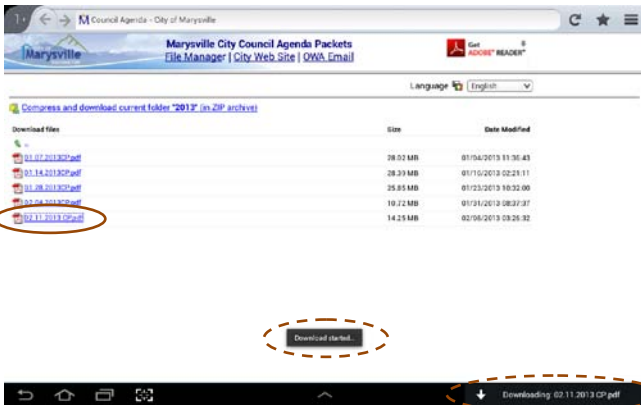 Council Agenda - City of Marysville
Marysville
Marysville City Council Agenda Packets
File Manager | City Web Site | OWA Email
Get
ADOBE® READER®
Language English
Compress and download current folder "2013" (in ZIP archive)
Download files Size Date Modified
..
01.07.2013CP.pdf 28.02 MB 01/04/2013 11:36:43
01.14.2013CP.pdf 28.39 MB 01/10/2013 02:21:11
01.28.2013CP.pdf 25.85 MB 01/23/2013 10:32:00
02.04.2013CP.pdf 10.72 MB 01/31/2013 08:37:37
02.11.2013 CP.pdf 14.25 MB 02/06/2013 03:26:32
Download started..
Downloading: 02.11.2013 CP.pdf